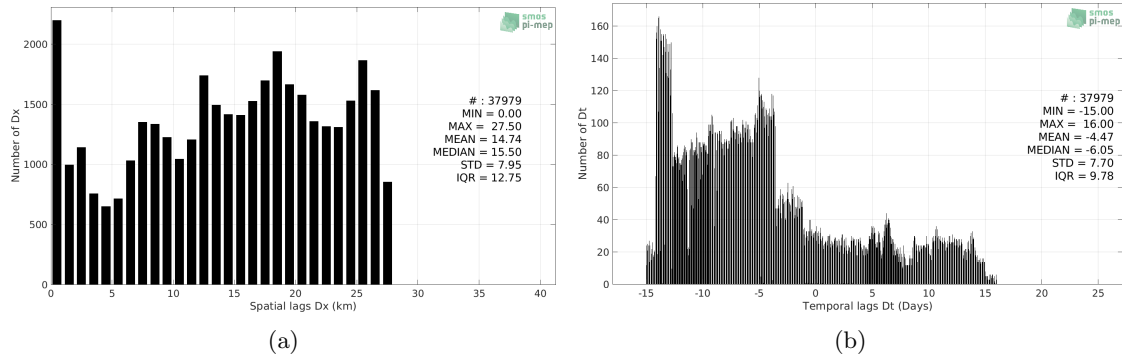 smos
pi-mep
2000
1500
1000
500
0
Number of Dx
# : 37979
MIN = 0.00
MAX = 27.50
MEAN = 14.74
MEDIAN = 15.50
STD = 7.95
IQR = 12.75
0 5 10 15 20 25 30 35 40
Spatial lags Dx (km)
(a)
smos
pi-mep
160
140
120
100
80
60
40
20
0
Number of Dt
# : 37979
MIN = -15.00
MAX = 16.00
MEAN = -4.47
MEDIAN = -6.05
STD = 7.70
IQR = 9.78
-15 -10 -5 0 5 10 15 20 25
Temporal lags Dt (Days)
(b)